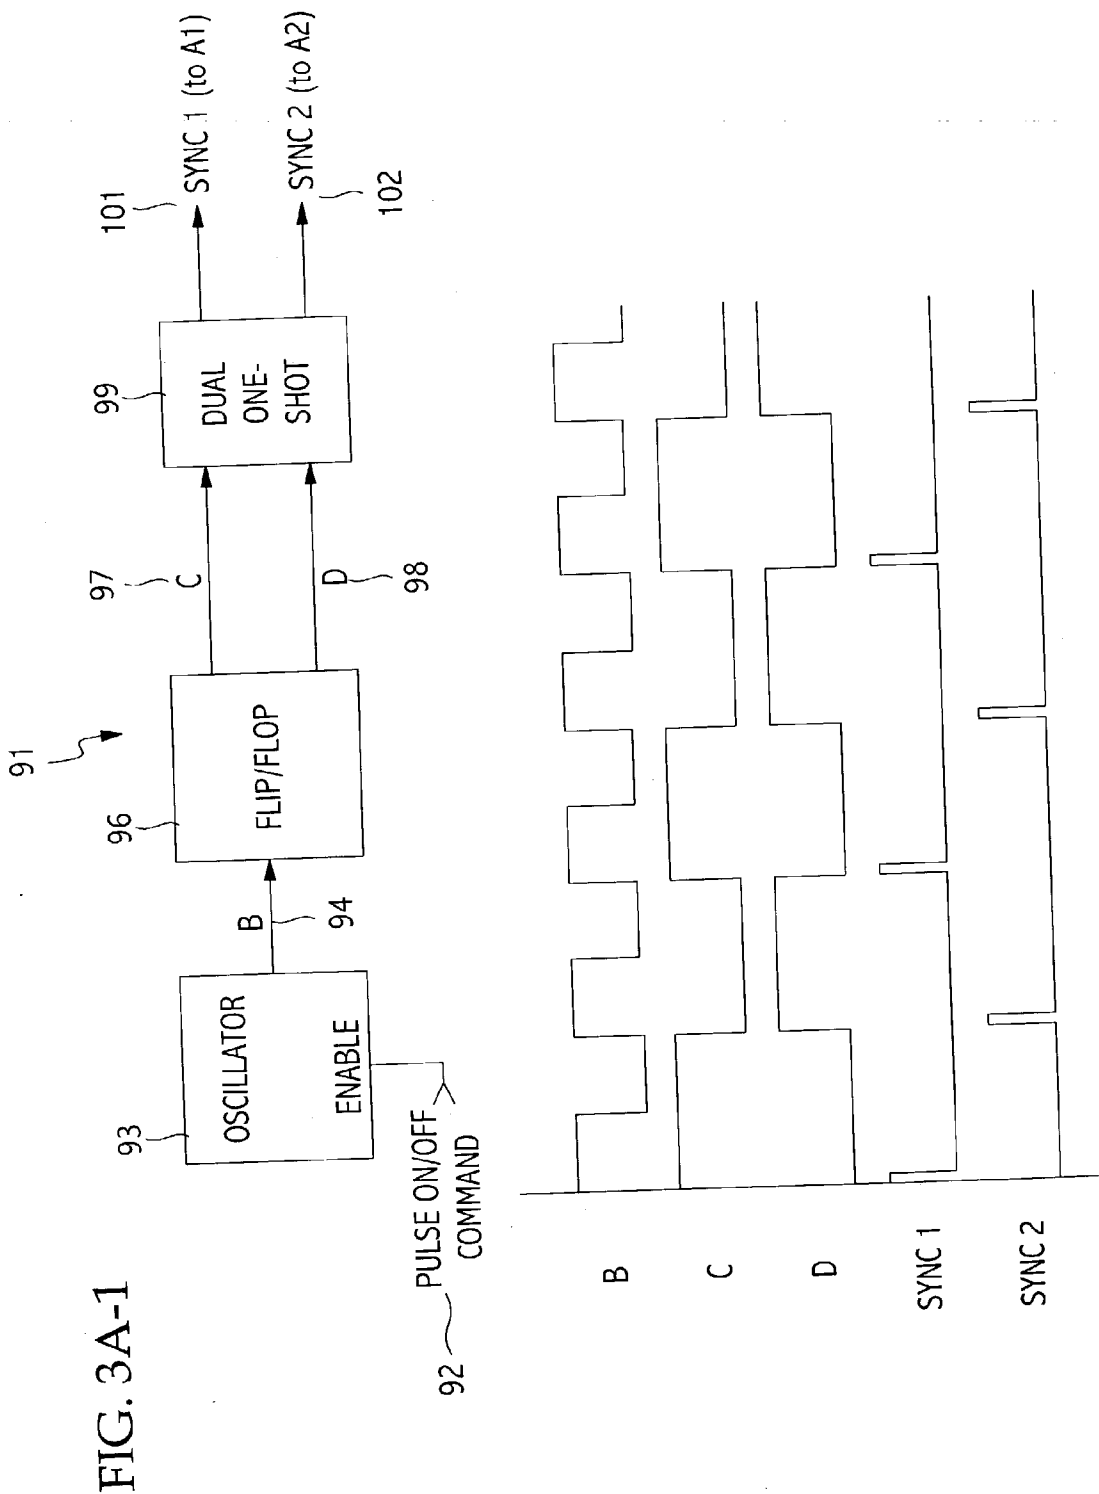 FIG. 3A-1
91
93
OSCILLATOR
ENABLE
92
PULSE ON/OFF
COMMAND
B
94
96
FLIP/FLOP
97
C
D
98
99
DUAL
ONE-
SHOT
101
SYNC 1 (to A1)
SYNC 2 (to A2)
102
B
C
D
SYNC 1
SYNC 2